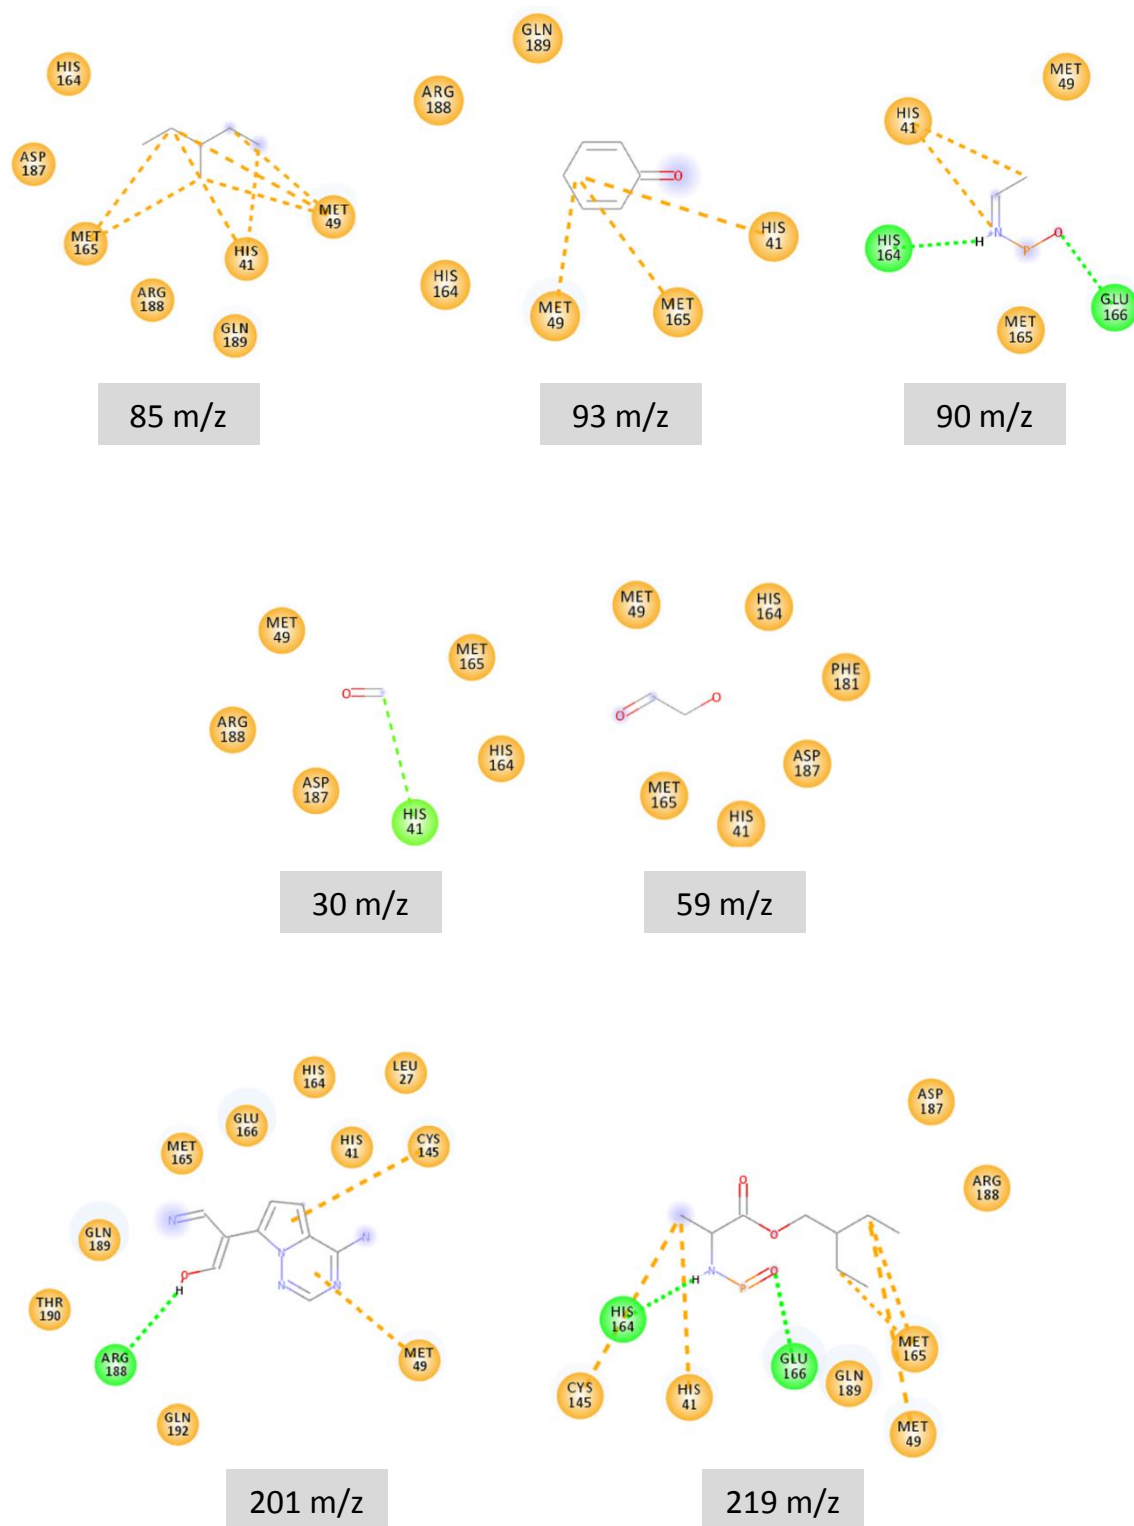 HIS
164
ASP
187
MET
165
ARG
188
GLN
189
HIS
41
MET
49
85 m/z
GLN
189
ARG
188
O
HIS
41
HIS
164
MET
49
MET
165
93 m/z
MET
49
HIS
41
HIS
164
H
N
P
O
GLU
166
MET
165
90 m/z
MET
49
MET
165
O
ARG
188
HIS
164
ASP
187
HIS
41
30 m/z
MET
49
HIS
164
PHE
181
O
O
ASP
187
MET
165
HIS
41
59 m/z
HIS
164
LEU
27
GLU
166
MET
165
HIS
41
CYS
145
N
GLN
189
N
N
O
H
N
N
THR
190
ARG
188
MET
49
GLN
192
201 m/z
ASP
187
ARG
188
O
O
H
N
P
O
HIS
164
CYS
145
HIS
41
GLU
166
GLN
189
MET
165
MET
49
219 m/z